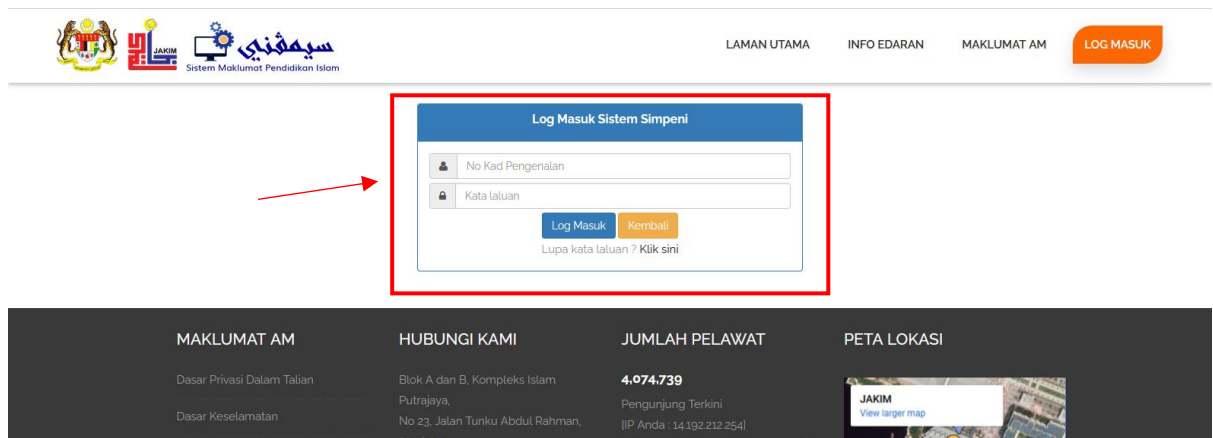 JAKIM
سيمڤني
Sistem Maklumat Pendidikan Islam
LAMAN UTAMA
INFO EDARAN
MAKLUMAT AM
LOG MASUK
Log Masuk Sistem Simpeni
No Kad Pengenalan
Kata laluan
Log Masuk
Kembali
Lupa kata laluan ? Klik sini
MAKLUMAT AM
Dasar Privasi Dalam Talian
Dasar Keselamatan
HUBUNGI KAMI
Blok A dan B, Kompleks Islam
Putrajaya,
No 23, Jalan Tunku Abdul Rahman,
JUMLAH PELAWAT
4,074,739
Pengunjung Terkini
[IP Anda : 14.192.212.254]
PETA LOKASI
JAKIM
View larger map